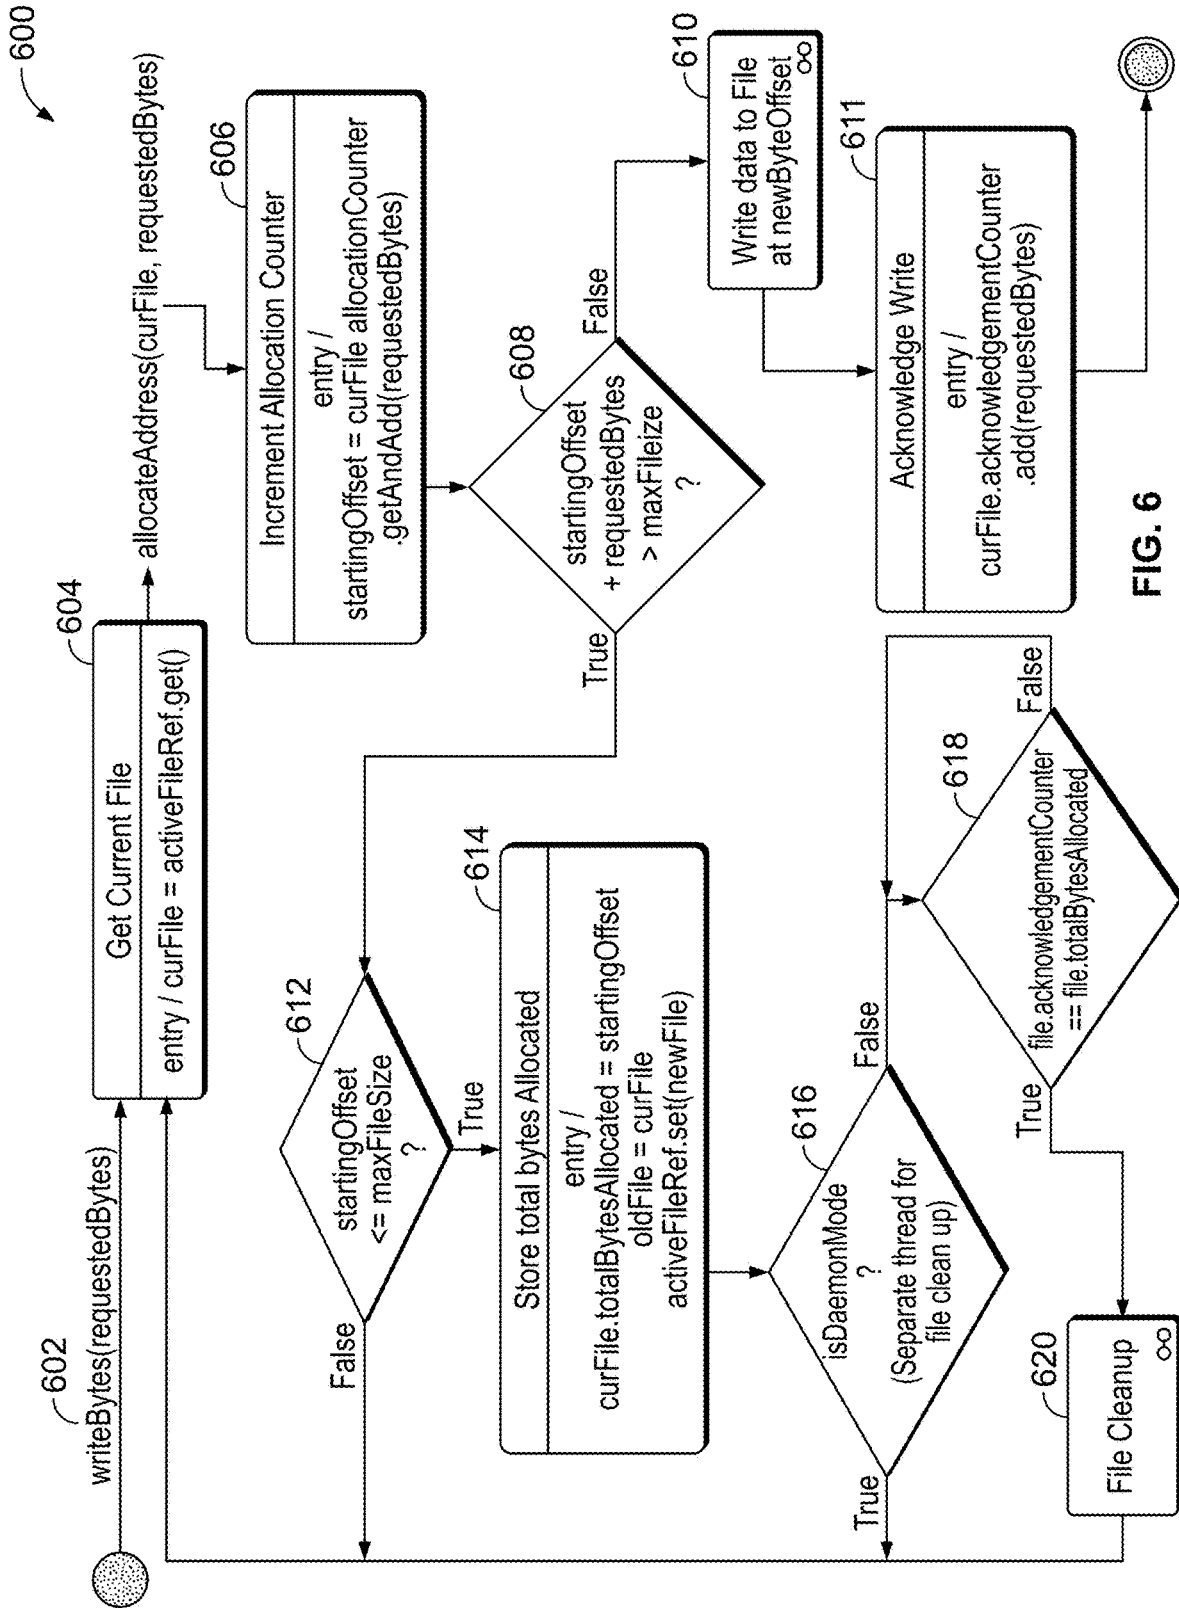 600
602
writeBytes(requestedBytes)
604
Get Current File
entry / curFile = activeFileRef.get()
allocateAddress(curFile, requestedBytes)
606
Increment Allocation Counter
entry /
startingOffset = curFile allocationCounter
.getAndAdd(requestedBytes)
608
startingOffset
+ requestedBytes
> maxFileize
?
True
False
610
Write data to File
at newByteOffset
611
Acknowledge Write
entry /
curFile.acknowledgementCounter
.add(requestedBytes)
612
startingOffset
<= maxFileSize
?
False
True
614
Store total bytes Allocated
entry /
curFile.totalBytesAllocated = startingOffset
oldFile = curFile
activeFileRef.set(newFile)
616
isDaemonMode
?
(Separate thread for
file clean up)
True
False
618
file.acknowledgementCounter
== file.totalBytesAllocated
True
False
620
File Cleanup
FIG. 6